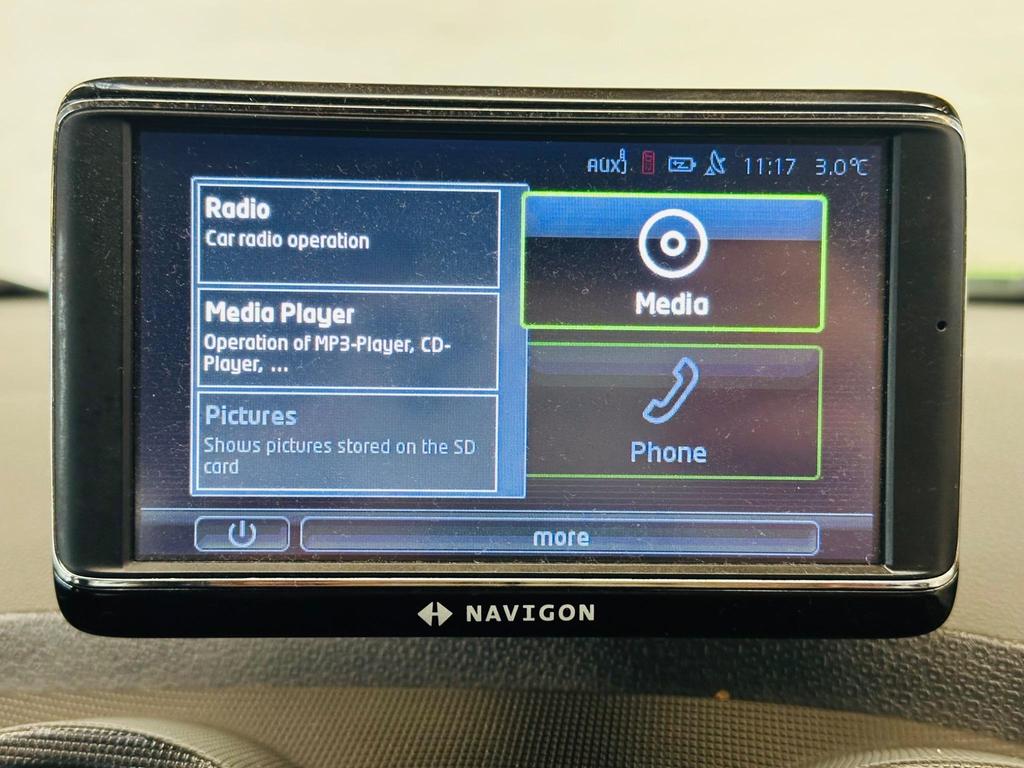 AUX 11:17 3.0°C
Radio
Car radio operation
Media Player
Operation of MP3-Player, CD-
Player, ...
Pictures
Shows pictures stored on the SD
card
Media
Phone
more
NAVIGON